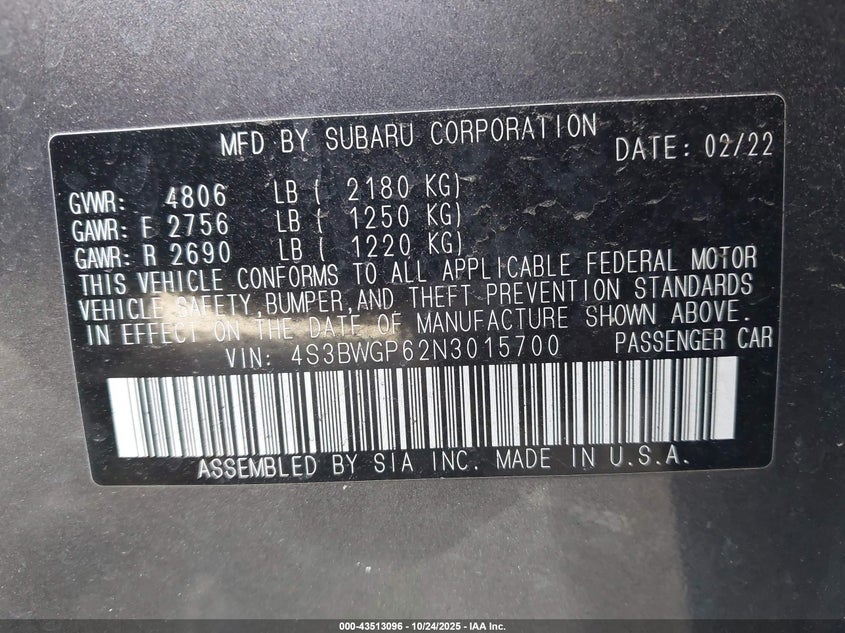 MFD BY SUBARU CORPORATION DATE: 02/22
GVWR: 4806 LB ( 2180 KG)
GAWR: F 2756 LB ( 1250 KG)
GAWR: R 2690 LB ( 1220 KG)
THIS VEHICLE CONFORMS TO ALL APPLICABLE FEDERAL MOTOR
VEHICLE SAFETY, BUMPER, AND THEFT PREVENTION STANDARDS
IN EFFECT ON THE DATE OF MANUFACTURE SHOWN ABOVE.
VIN: 4S3BWGP62N3015700 PASSENGER CAR
ASSEMBLED BY SIA INC. MADE IN U.S.A.
000-43513096 - 10/24/2025 - IAA Inc.